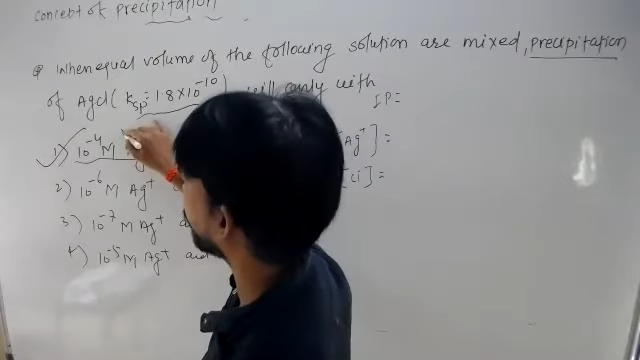 concept of precipitation
Q When equal volume of the following solution are mixed, precipitation
of Agcl ( Ksp = 1.8×10⁻¹⁰) will only with
IP=
1) 10⁻⁴ M
[Ag⁺] =
2) 10⁻⁶ M Ag⁺
[Cl] =
3) 10⁻⁷ M Ag⁺
4) 10⁻⁵ M Ag⁺ and